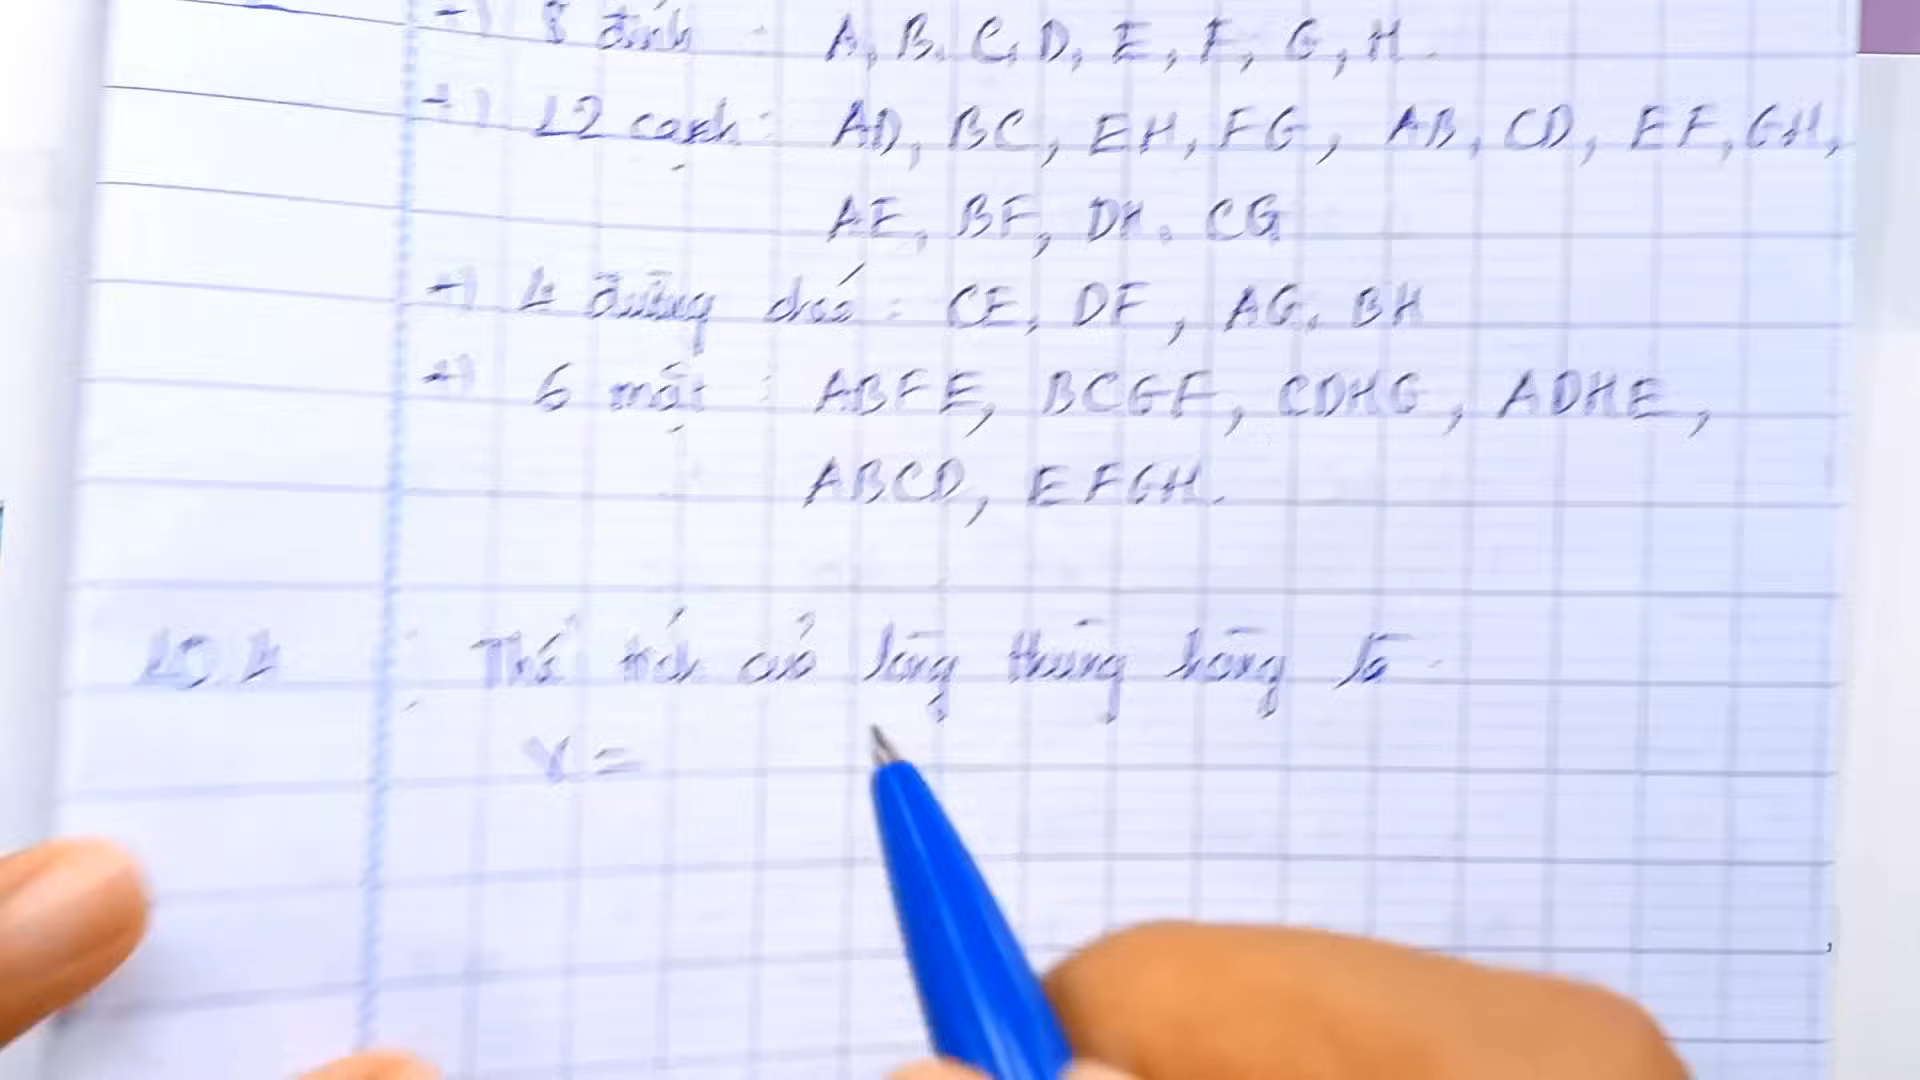 +) 8 đỉnh : A, B, C, D, E, F, G, H.
+) 12 cạnh : AD, BC, EH, FG, AB, CD, EF, GH,
AE, BF, DH, CG
+) 4 đường chéo : CE, DF, AG, BH
+) 6 mặt : ABFE, BCGF, CDHG, ADHE,
ABCD, EFGH.
10.4 : Thể tích của lòng thùng hàng là
V =